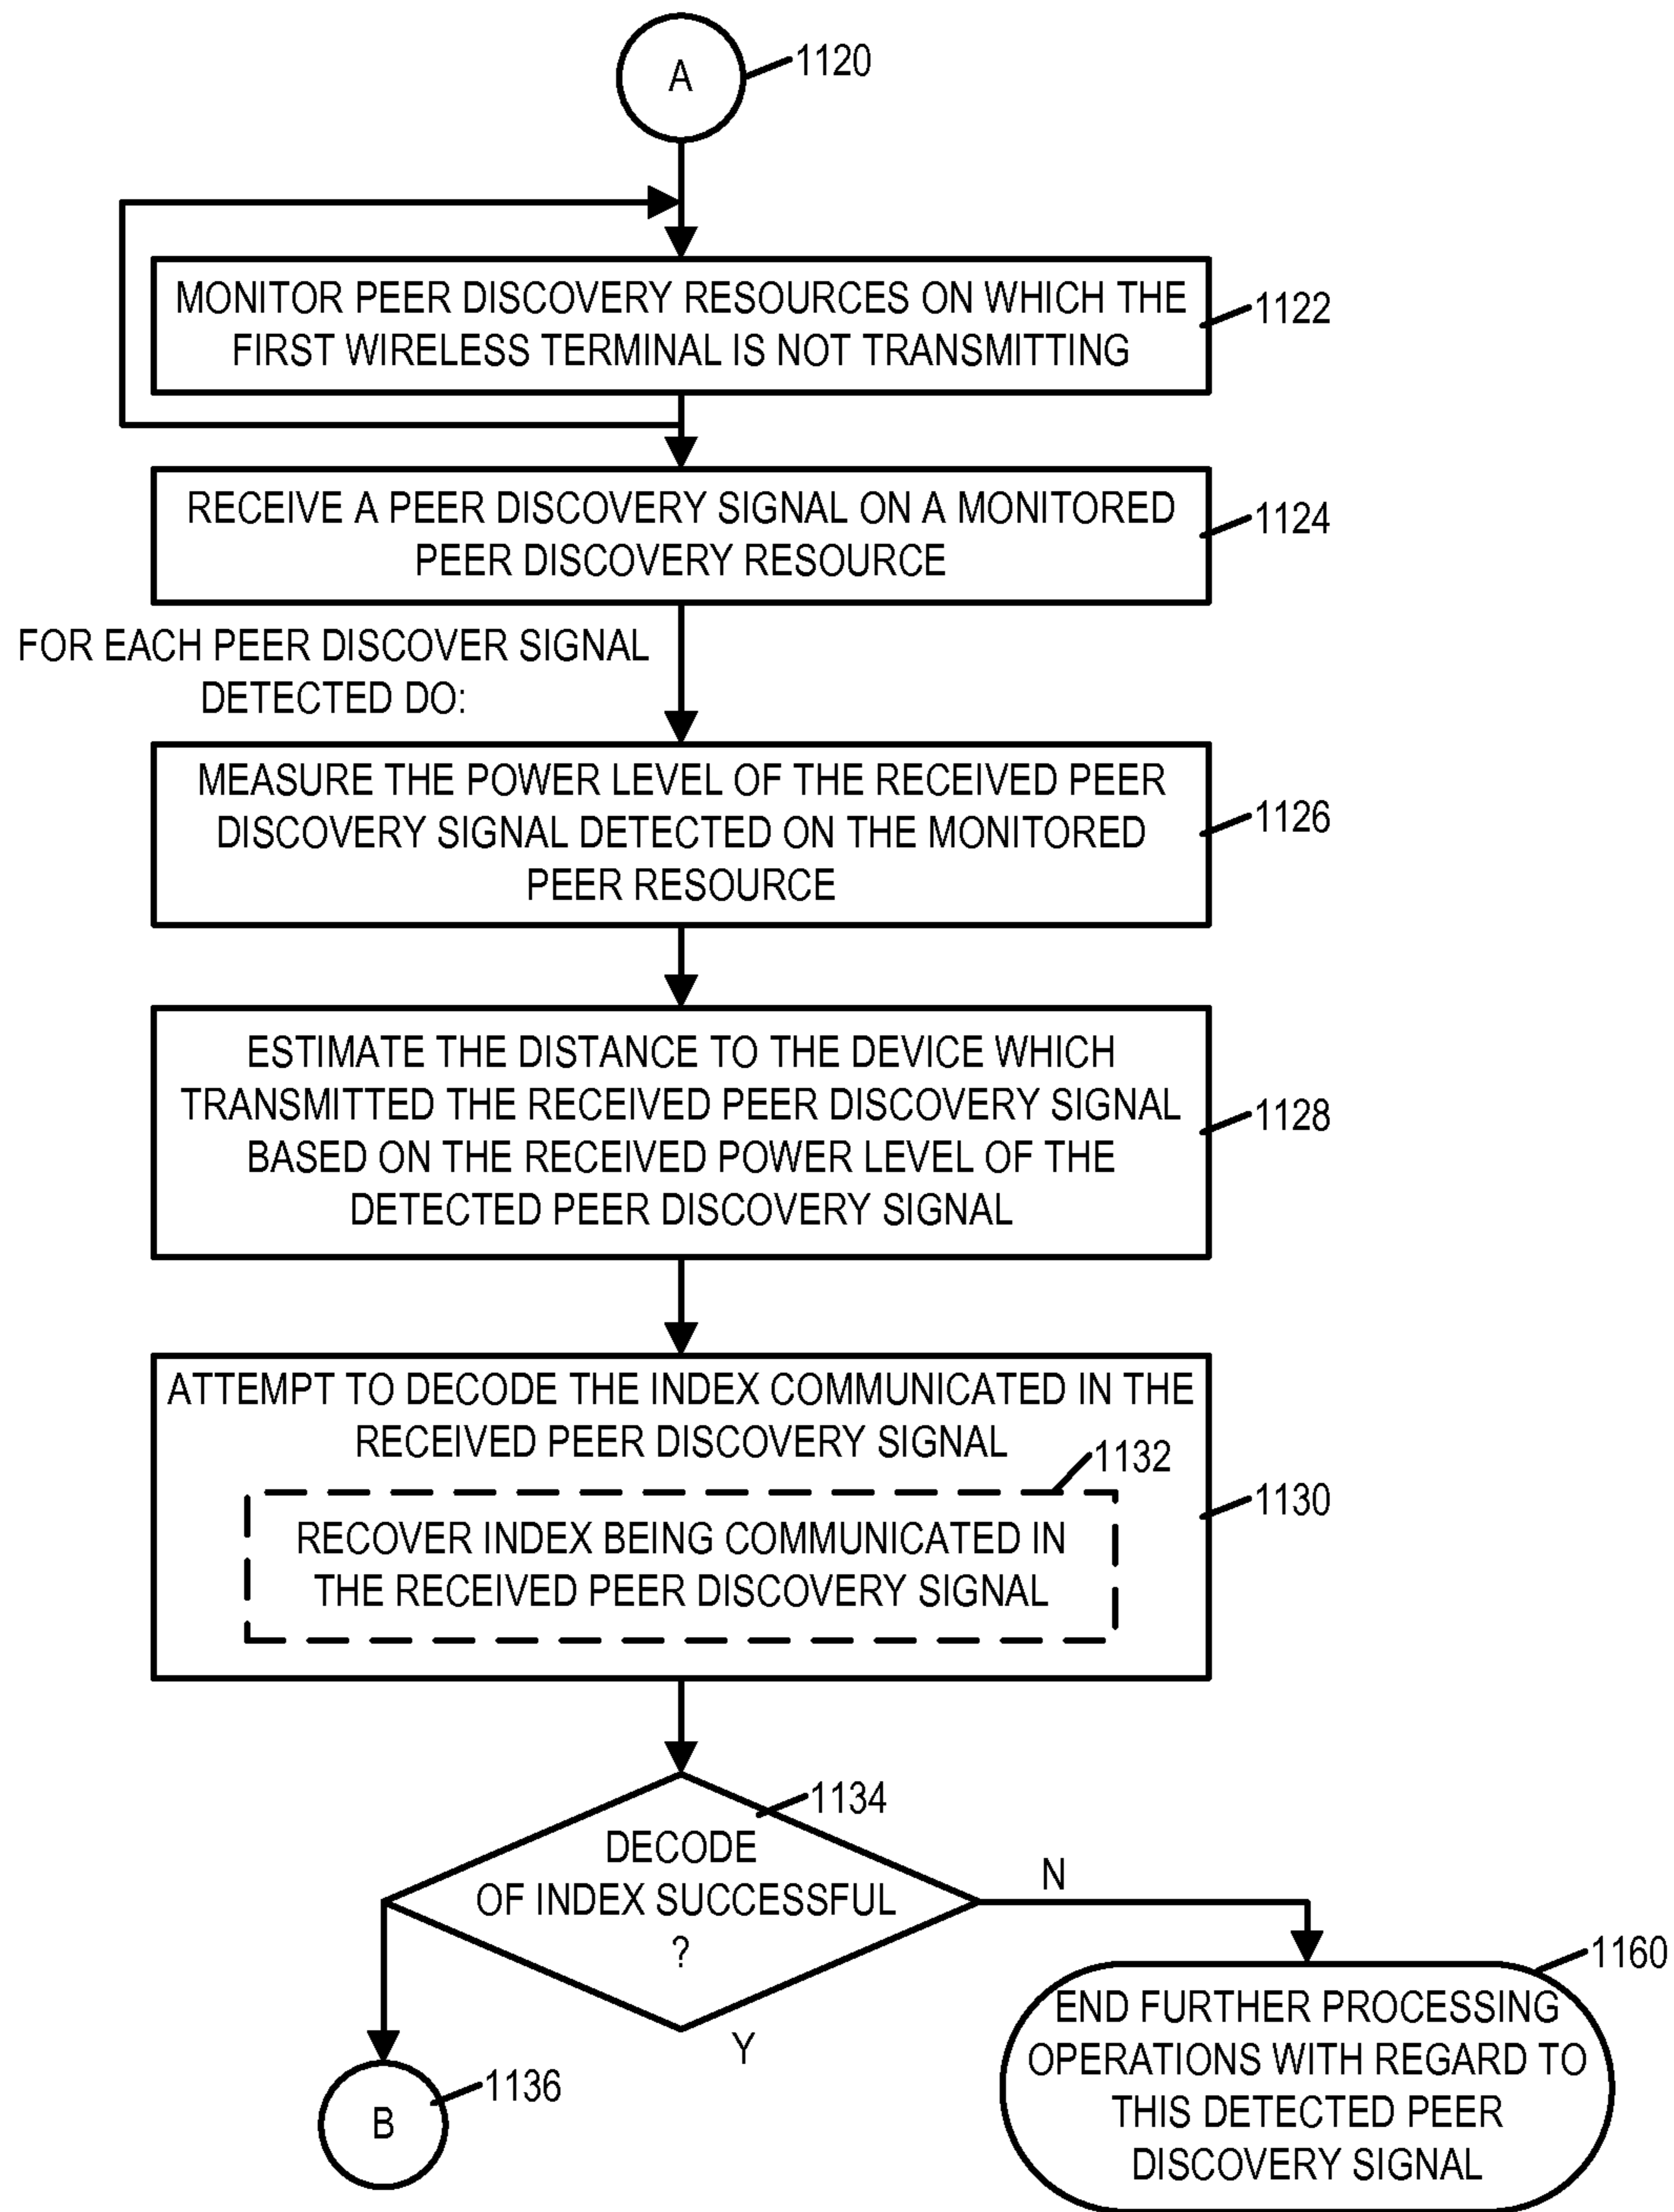 A
1120
MONITOR PEER DISCOVERY RESOURCES ON WHICH THE
FIRST WIRELESS TERMINAL IS NOT TRANSMITTING
1122
RECEIVE A PEER DISCOVERY SIGNAL ON A MONITORED
PEER DISCOVERY RESOURCE
1124
FOR EACH PEER DISCOVER SIGNAL
DETECTED DO:
MEASURE THE POWER LEVEL OF THE RECEIVED PEER
DISCOVERY SIGNAL DETECTED ON THE MONITORED
PEER RESOURCE
1126
ESTIMATE THE DISTANCE TO THE DEVICE WHICH
TRANSMITTED THE RECEIVED PEER DISCOVERY SIGNAL
BASED ON THE RECEIVED POWER LEVEL OF THE
DETECTED PEER DISCOVERY SIGNAL
1128
ATTEMPT TO DECODE THE INDEX COMMUNICATED IN THE
RECEIVED PEER DISCOVERY SIGNAL
1132
RECOVER INDEX BEING COMMUNICATED IN
THE RECEIVED PEER DISCOVERY SIGNAL
1130
1134
DECODE
OF INDEX SUCCESSFUL
?
N
Y
B
1136
1160
END FURTHER PROCESSING
OPERATIONS WITH REGARD TO
THIS DETECTED PEER
DISCOVERY SIGNAL